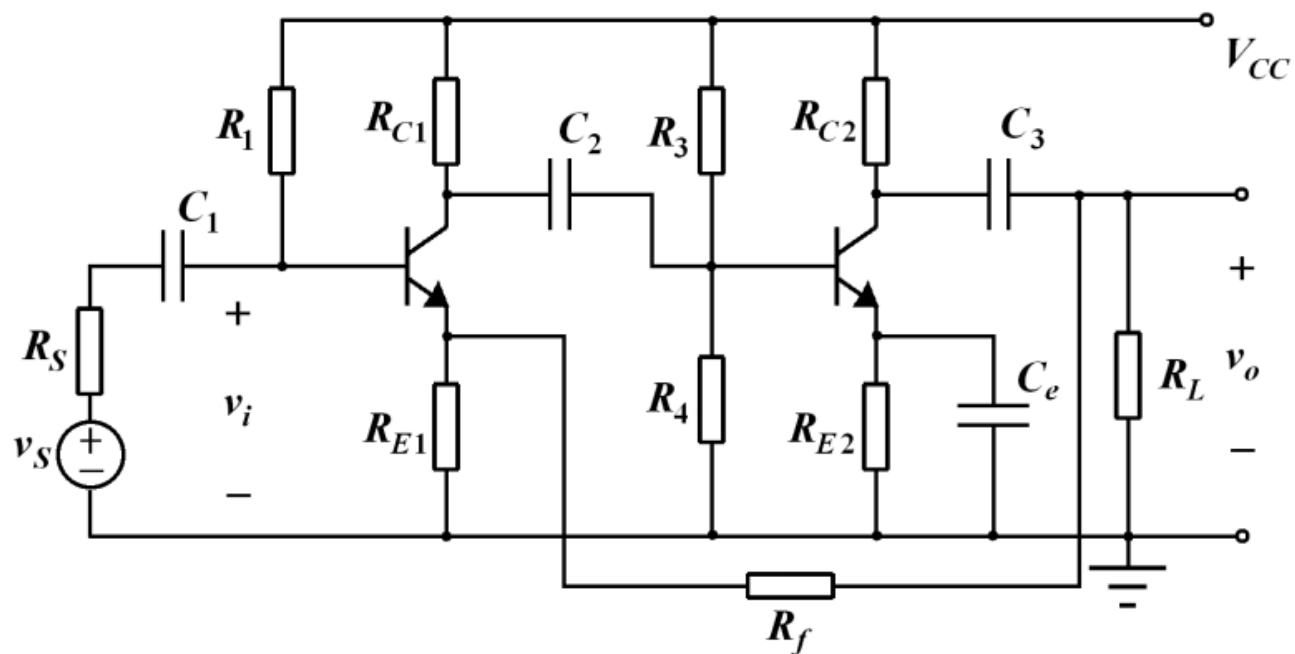 V_CC
R_1
R_C1
C_2
R_3
R_C2
C_3
C_1
+
+
R_S
v_i
R_E1
R_4
R_E2
C_e
R_L
v_o
v_S
+
−
−
−
R_f